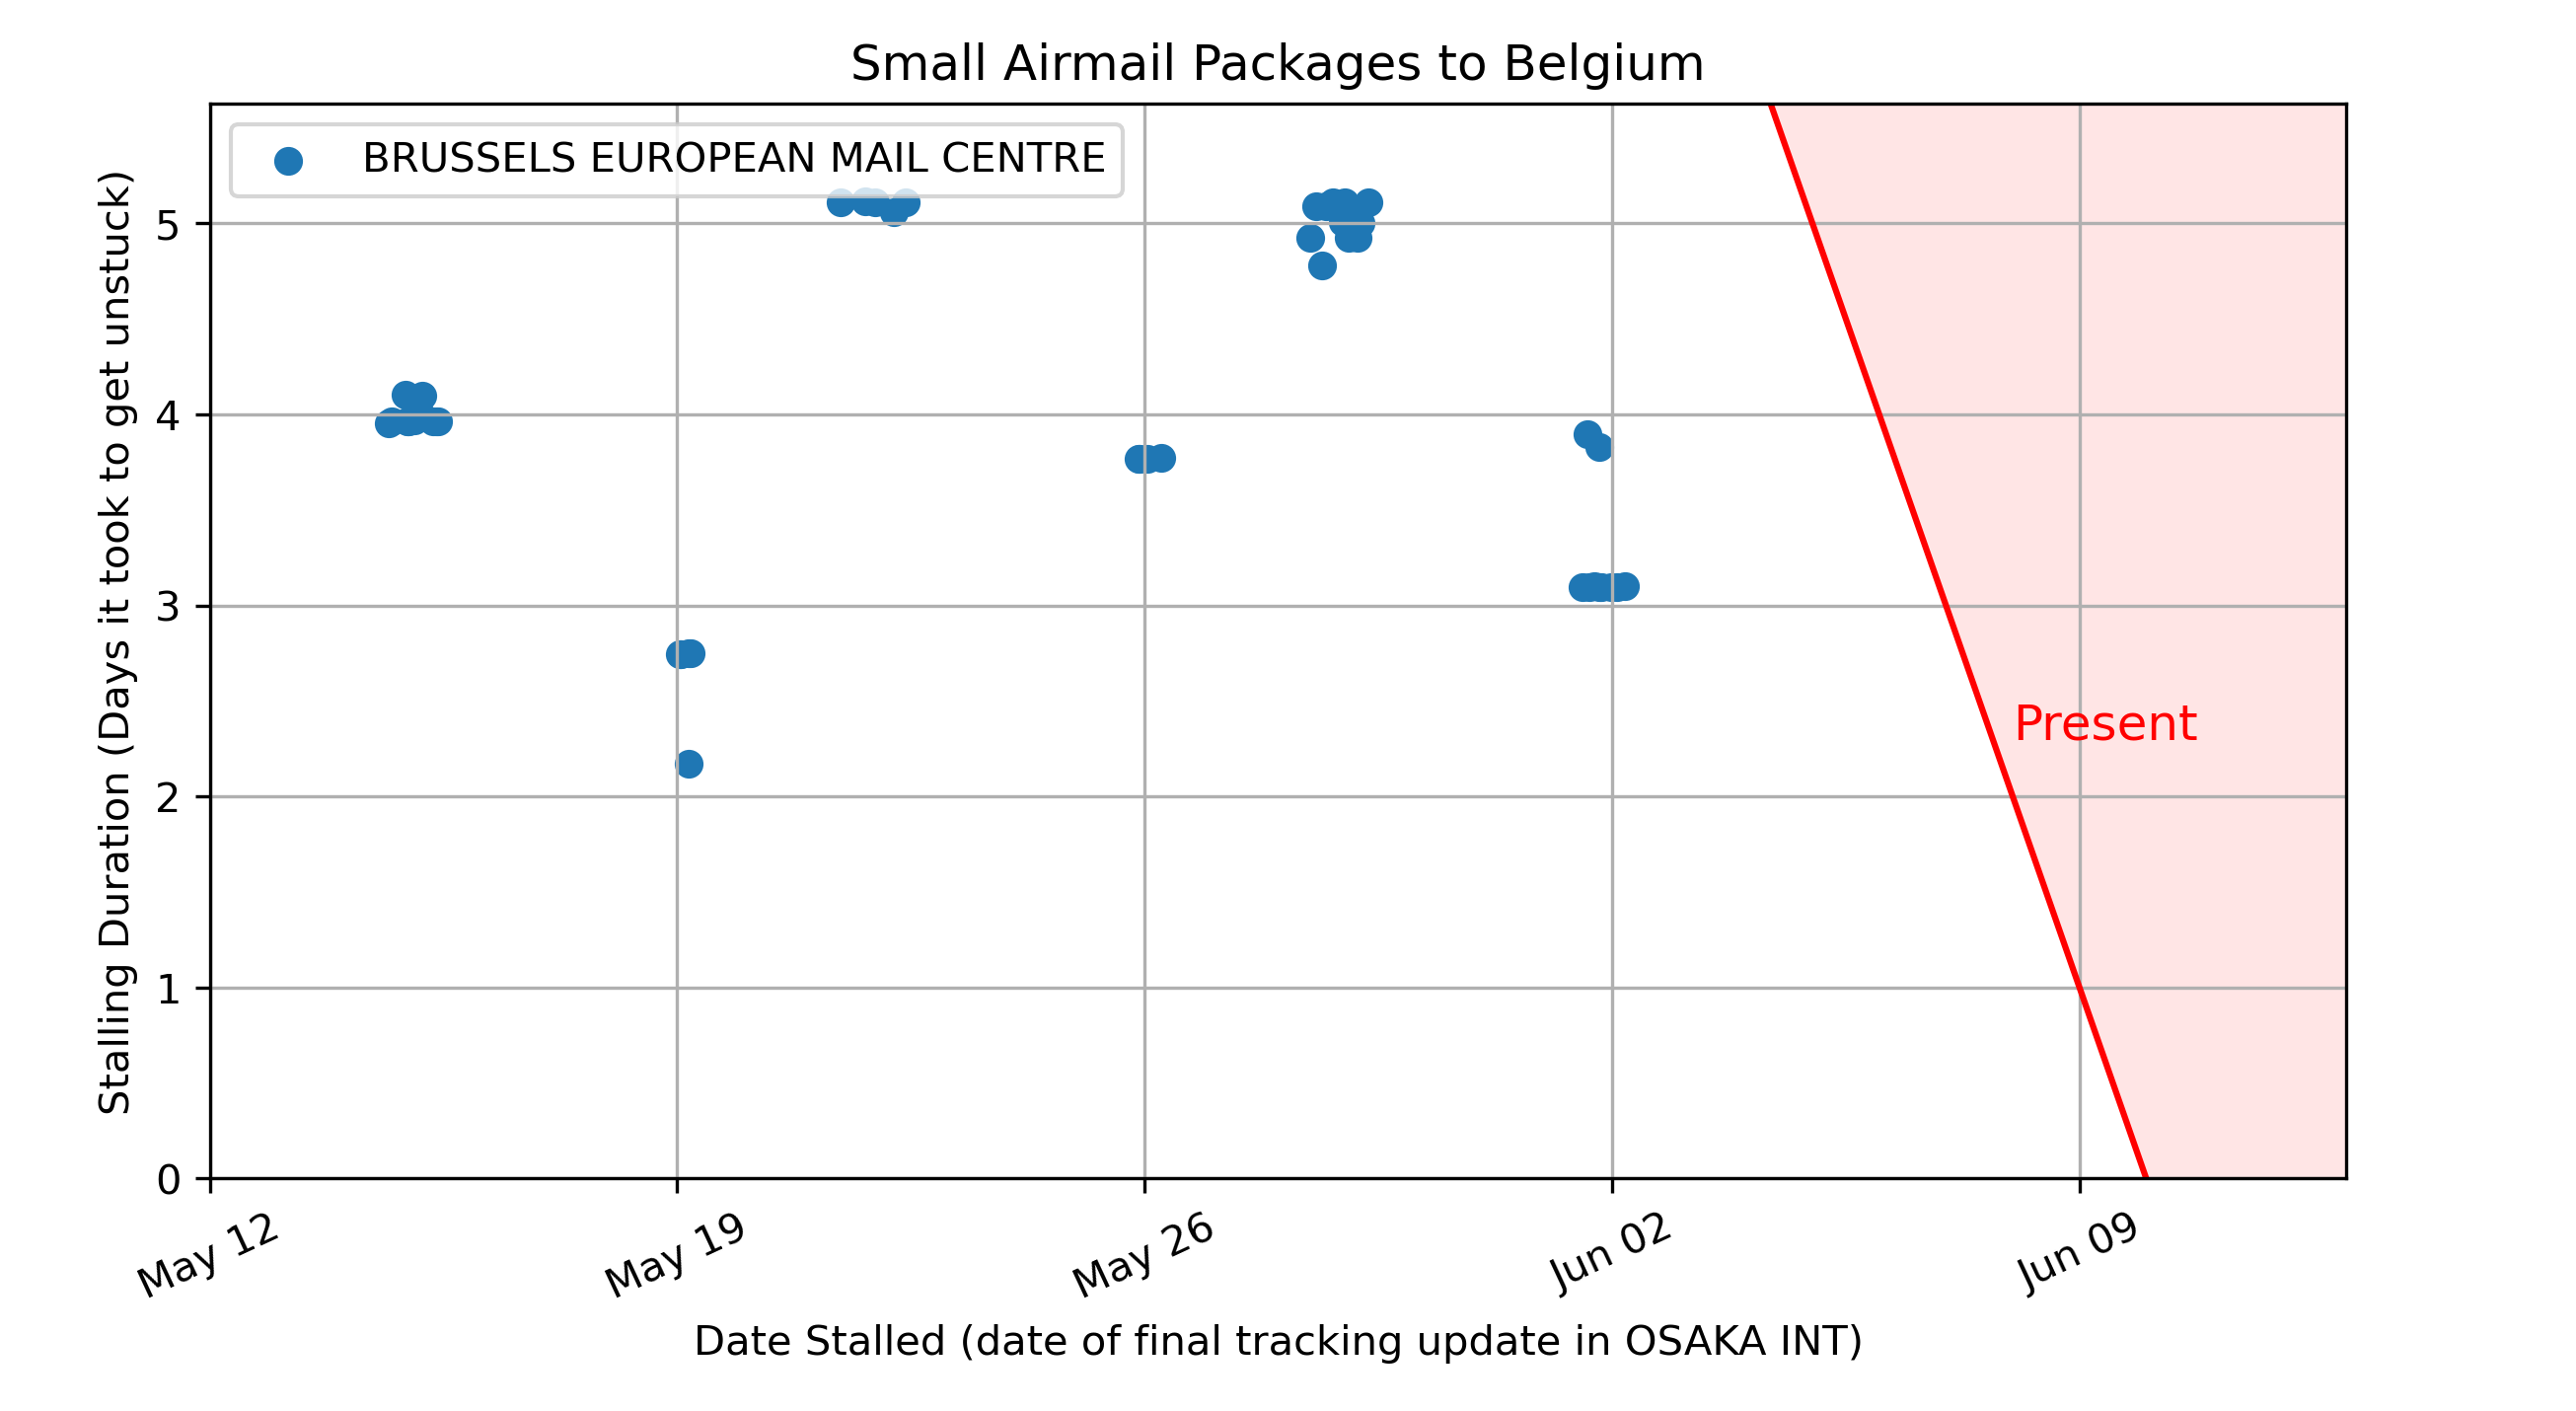 Small Airmail Packages to Belgium
BRUSSELS EUROPEAN MAIL CENTRE
Stalling Duration (Days it took to get unstuck)
5
4
3
2
1
0
Present
May 12
May 19
May 26
Jun 02
Jun 09
Date Stalled (date of final tracking update in OSAKA INT)